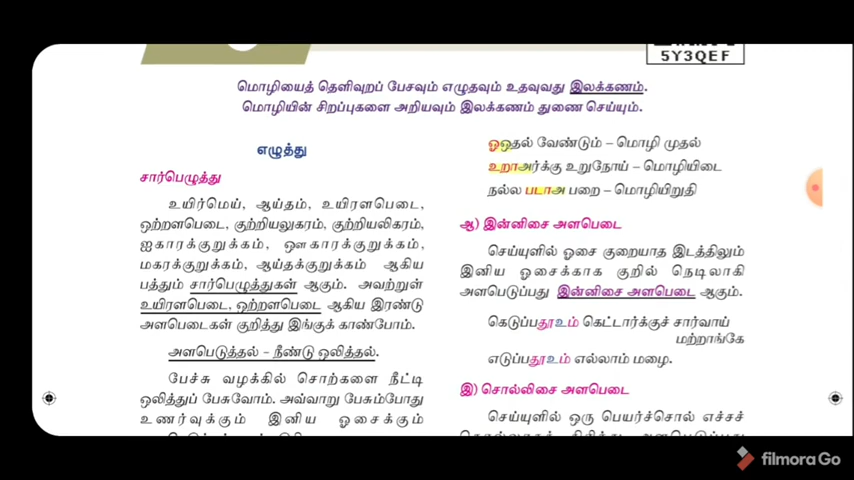 5Y3QEF
மொழியைத் தெளிவுறப் பேசவும் எழுதவும் உதவுவது இலக்கணம்.
மொழியின் சிறப்புகளை அறியவும் இலக்கணம் துணை செய்யும்.
எழுத்து
சார்பெழுத்து
உயிர்மெய், ஆய்தம், உயிரளபெடை,
ஒற்றளபெடை, குற்றியலுகரம், குற்றியலிகரம்,
ஐகாரக்குறுக்கம், ஔகாரக்குறுக்கம்,
மகரக்குறுக்கம், ஆய்தக்குறுக்கம் ஆகிய
பத்தும் சார்பெழுத்துகள் ஆகும். அவற்றுள்
உயிரளபெடை, ஒற்றளபெடை ஆகிய இரண்டு
அளபெடைகள் குறித்து இங்குக் காண்போம்.
அளபெடுத்தல் – நீண்டு ஒலித்தல்.
பேச்சு வழக்கில் சொற்களை நீட்டி
ஒலித்துப் பேசுவோம். அவ்வாறு பேசும்போது
உணர்வுக்கும் இனிய ஓசைக்கும்
ஓஒதல் வேண்டும் – மொழி முதல்
உறாஅர்க்கு உறுநோய் – மொழியிடை
நல்ல படாஅ பறை – மொழியிறுதி
ஆ) இன்னிசை அளபெடை
செய்யுளில் ஓசை குறையாத இடத்திலும்
இனிய ஓசைக்காக குறில் நெடிலாகி
அளபெடுப்பது இன்னிசை அளபெடை ஆகும்.
கெடுப்பதூஉம் கெட்டார்க்குச் சார்வாய்
மற்றாங்கே
எடுப்பதூஉம் எல்லாம் மழை.
இ) சொல்லிசை அளபெடை
செய்யுளில் ஒரு பெயர்ச்சொல் எச்சச்
filmora Go